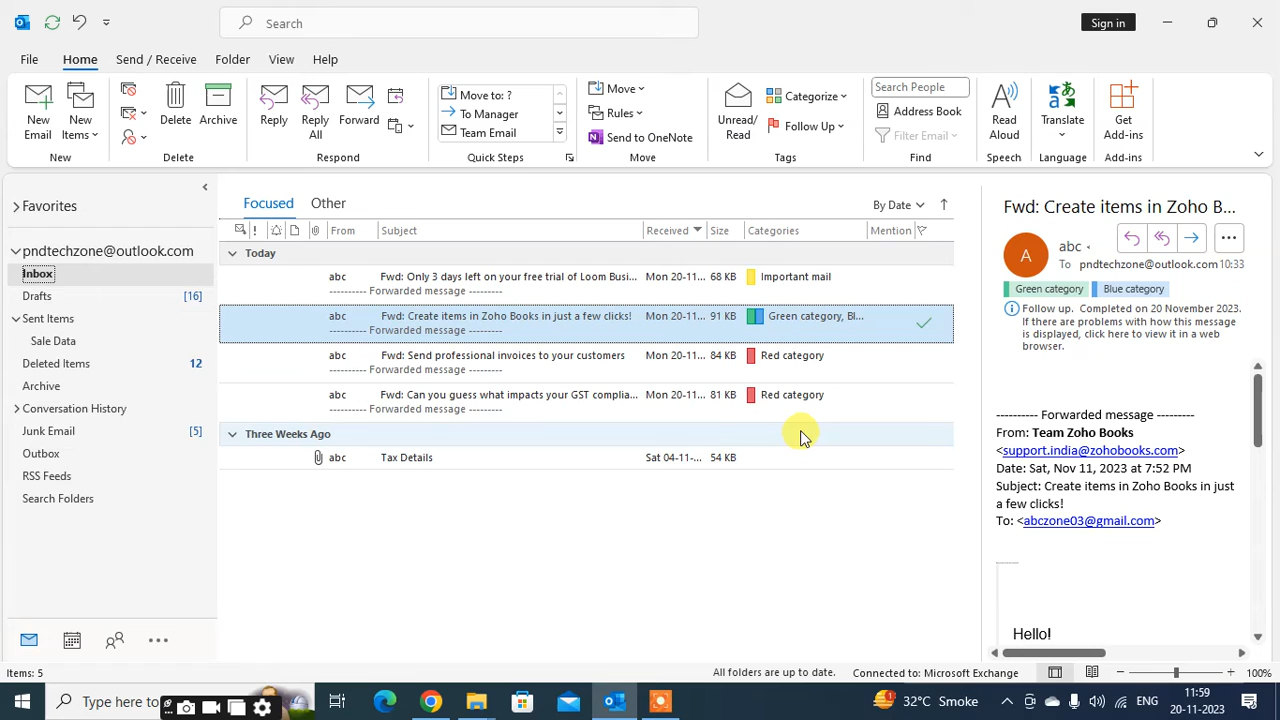 Search
Sign in
File Home Send / Receive Folder View Help
New Email
New Items
Delete
Archive
Reply
Reply All
Forward
Move to: ?
To Manager
Team Email
Move
Rules
Send to OneNote
Unread/ Read
Categorize
Follow Up
Search People
Address Book
Filter Email
Read Aloud
Translate
Get Add-ins
New Delete Respond Quick Steps Move Tags Find Speech Language Add-ins
Favorites
pndtechzone@outlook.com
Inbox
Drafts [16]
Sent Items
Sale Data
Deleted Items 12
Archive
Conversation History
Junk Email [5]
Outbox
RSS Feeds
Search Folders
Focused Other By Date
! From Subject Received Size Categories Mention
Today
abc Fwd: Only 3 days left on your free trial of Loom Busi... Mon 20-11... 68 KB Important mail
---------- Forwarded message ---------
abc Fwd: Create items in Zoho Books in just a few clicks! Mon 20-11... 91 KB Green category, Bl...
---------- Forwarded message ---------
abc Fwd: Send professional invoices to your customers Mon 20-11... 84 KB Red category
---------- Forwarded message ---------
abc Fwd: Can you guess what impacts your GST complia... Mon 20-11... 81 KB Red category
---------- Forwarded message ---------
Three Weeks Ago
abc Tax Details Sat 04-11-... 54 KB
Fwd: Create items in Zoho B...
A
abc
To pndtechzone@outlook.com 10:33
Green category Blue category
Follow up. Completed on 20 November 2023.
If there are problems with how this message
is displayed, click here to view it in a web
browser.
---------- Forwarded message ---------
From: Team Zoho Books
<support.india@zohobooks.com>
Date: Sat, Nov 11, 2023 at 7:52 PM
Subject: Create items in Zoho Books in just
a few clicks!
To: <abczone03@gmail.com>
Hello!
Items: 5 All folders are up to date. Connected to: Microsoft Exchange 100%
Type here to 32°C Smoke ENG 11:59
20-11-2023